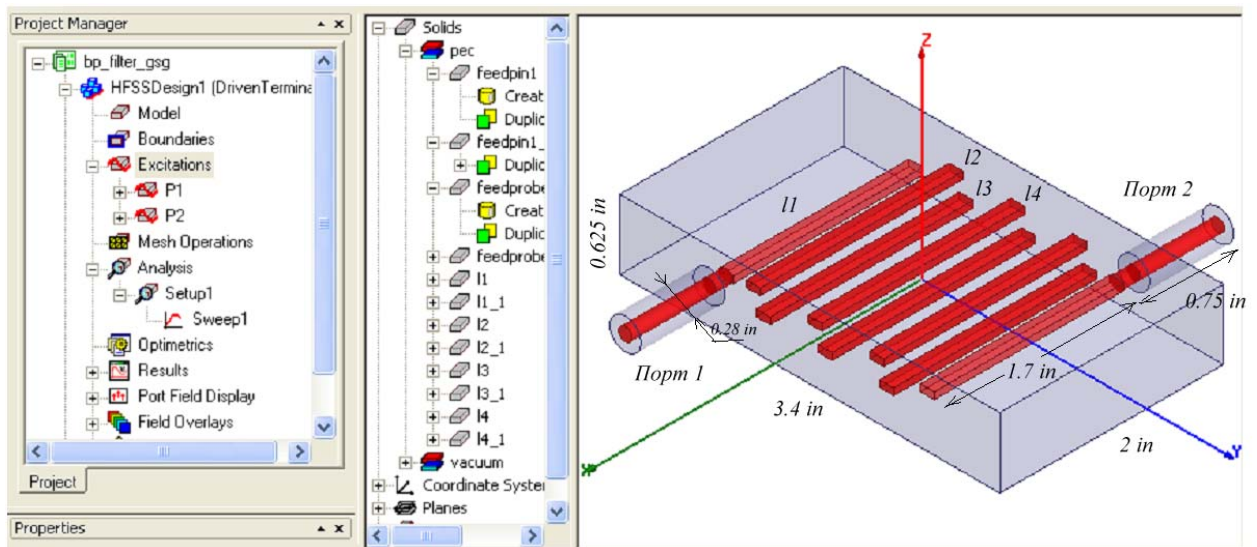 Project Manager
bp_filter_gsg
HFSSDesign1 (DrivenTermina
Model
Boundaries
Excitations
P1
P2
Mesh Operations
Analysis
Setup1
Sweep1
Optimetrics
Results
Port Field Display
Field Overlays
Project
Properties
Solids
pec
feedpin1
Creat
Duplic
feedpin1_
Duplic
feedprobe
Creat
Duplic
feedprobe
l1
l1_1
l2
l2_1
l3
l3_1
l4
l4_1
vacuum
Coordinate System
Planes
Z
l2
l3
l4
l1
Порт 2
0.625 in
0.75 in
0.28 in
1.7 in
Порт 1
3.4 in
2 in
X
Y